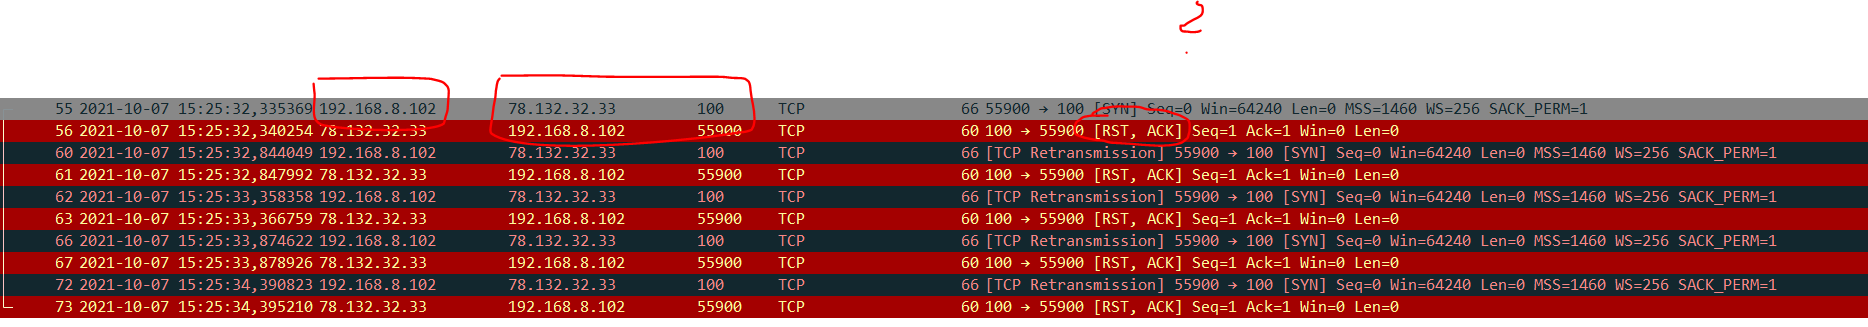 ?
55 2021-10-07 15:25:32,335369 192.168.8.102 78.132.32.33 100 TCP 66 55900 → 100 [SYN] Seq=0 Win=64240 Len=0 MSS=1460 WS=256 SACK_PERM=1
56 2021-10-07 15:25:32,340254 78.132.32.33 192.168.8.102 55900 TCP 60 100 → 55900 [RST, ACK] Seq=1 Ack=1 Win=0 Len=0
60 2021-10-07 15:25:32,844049 192.168.8.102 78.132.32.33 100 TCP 66 [TCP Retransmission] 55900 → 100 [SYN] Seq=0 Win=64240 Len=0 MSS=1460 WS=256 SACK_PERM=1
61 2021-10-07 15:25:32,847992 78.132.32.33 192.168.8.102 55900 TCP 60 100 → 55900 [RST, ACK] Seq=1 Ack=1 Win=0 Len=0
62 2021-10-07 15:25:33,358358 192.168.8.102 78.132.32.33 100 TCP 66 [TCP Retransmission] 55900 → 100 [SYN] Seq=0 Win=64240 Len=0 MSS=1460 WS=256 SACK_PERM=1
63 2021-10-07 15:25:33,366759 78.132.32.33 192.168.8.102 55900 TCP 60 100 → 55900 [RST, ACK] Seq=1 Ack=1 Win=0 Len=0
66 2021-10-07 15:25:33,874622 192.168.8.102 78.132.32.33 100 TCP 66 [TCP Retransmission] 55900 → 100 [SYN] Seq=0 Win=64240 Len=0 MSS=1460 WS=256 SACK_PERM=1
67 2021-10-07 15:25:33,878926 78.132.32.33 192.168.8.102 55900 TCP 60 100 → 55900 [RST, ACK] Seq=1 Ack=1 Win=0 Len=0
72 2021-10-07 15:25:34,390823 192.168.8.102 78.132.32.33 100 TCP 66 [TCP Retransmission] 55900 → 100 [SYN] Seq=0 Win=64240 Len=0 MSS=1460 WS=256 SACK_PERM=1
73 2021-10-07 15:25:34,395210 78.132.32.33 192.168.8.102 55900 TCP 60 100 → 55900 [RST, ACK] Seq=1 Ack=1 Win=0 Len=0